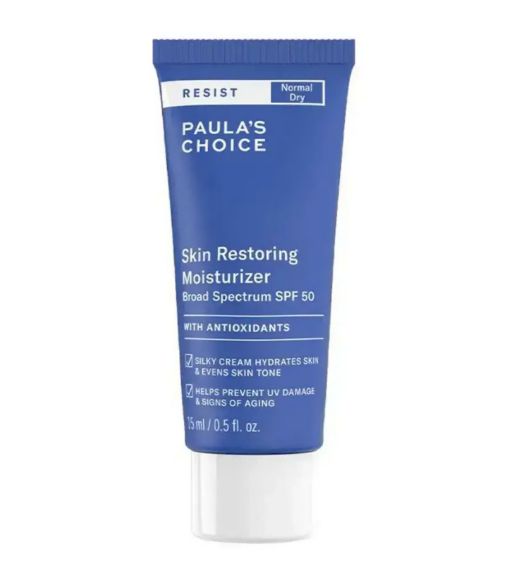 RESIST
Normal
Dry
PAULA'S
CHOICE
Skin Restoring
Moisturizer
Broad Spectrum SPF 50
WITH ANTIOXIDANTS
SILKY CREAM HYDRATES SKIN
& EVENS SKIN TONE
HELPS PREVENT UV DAMAGE
& SIGNS OF AGING
15 ml / 0.5 fl. oz.